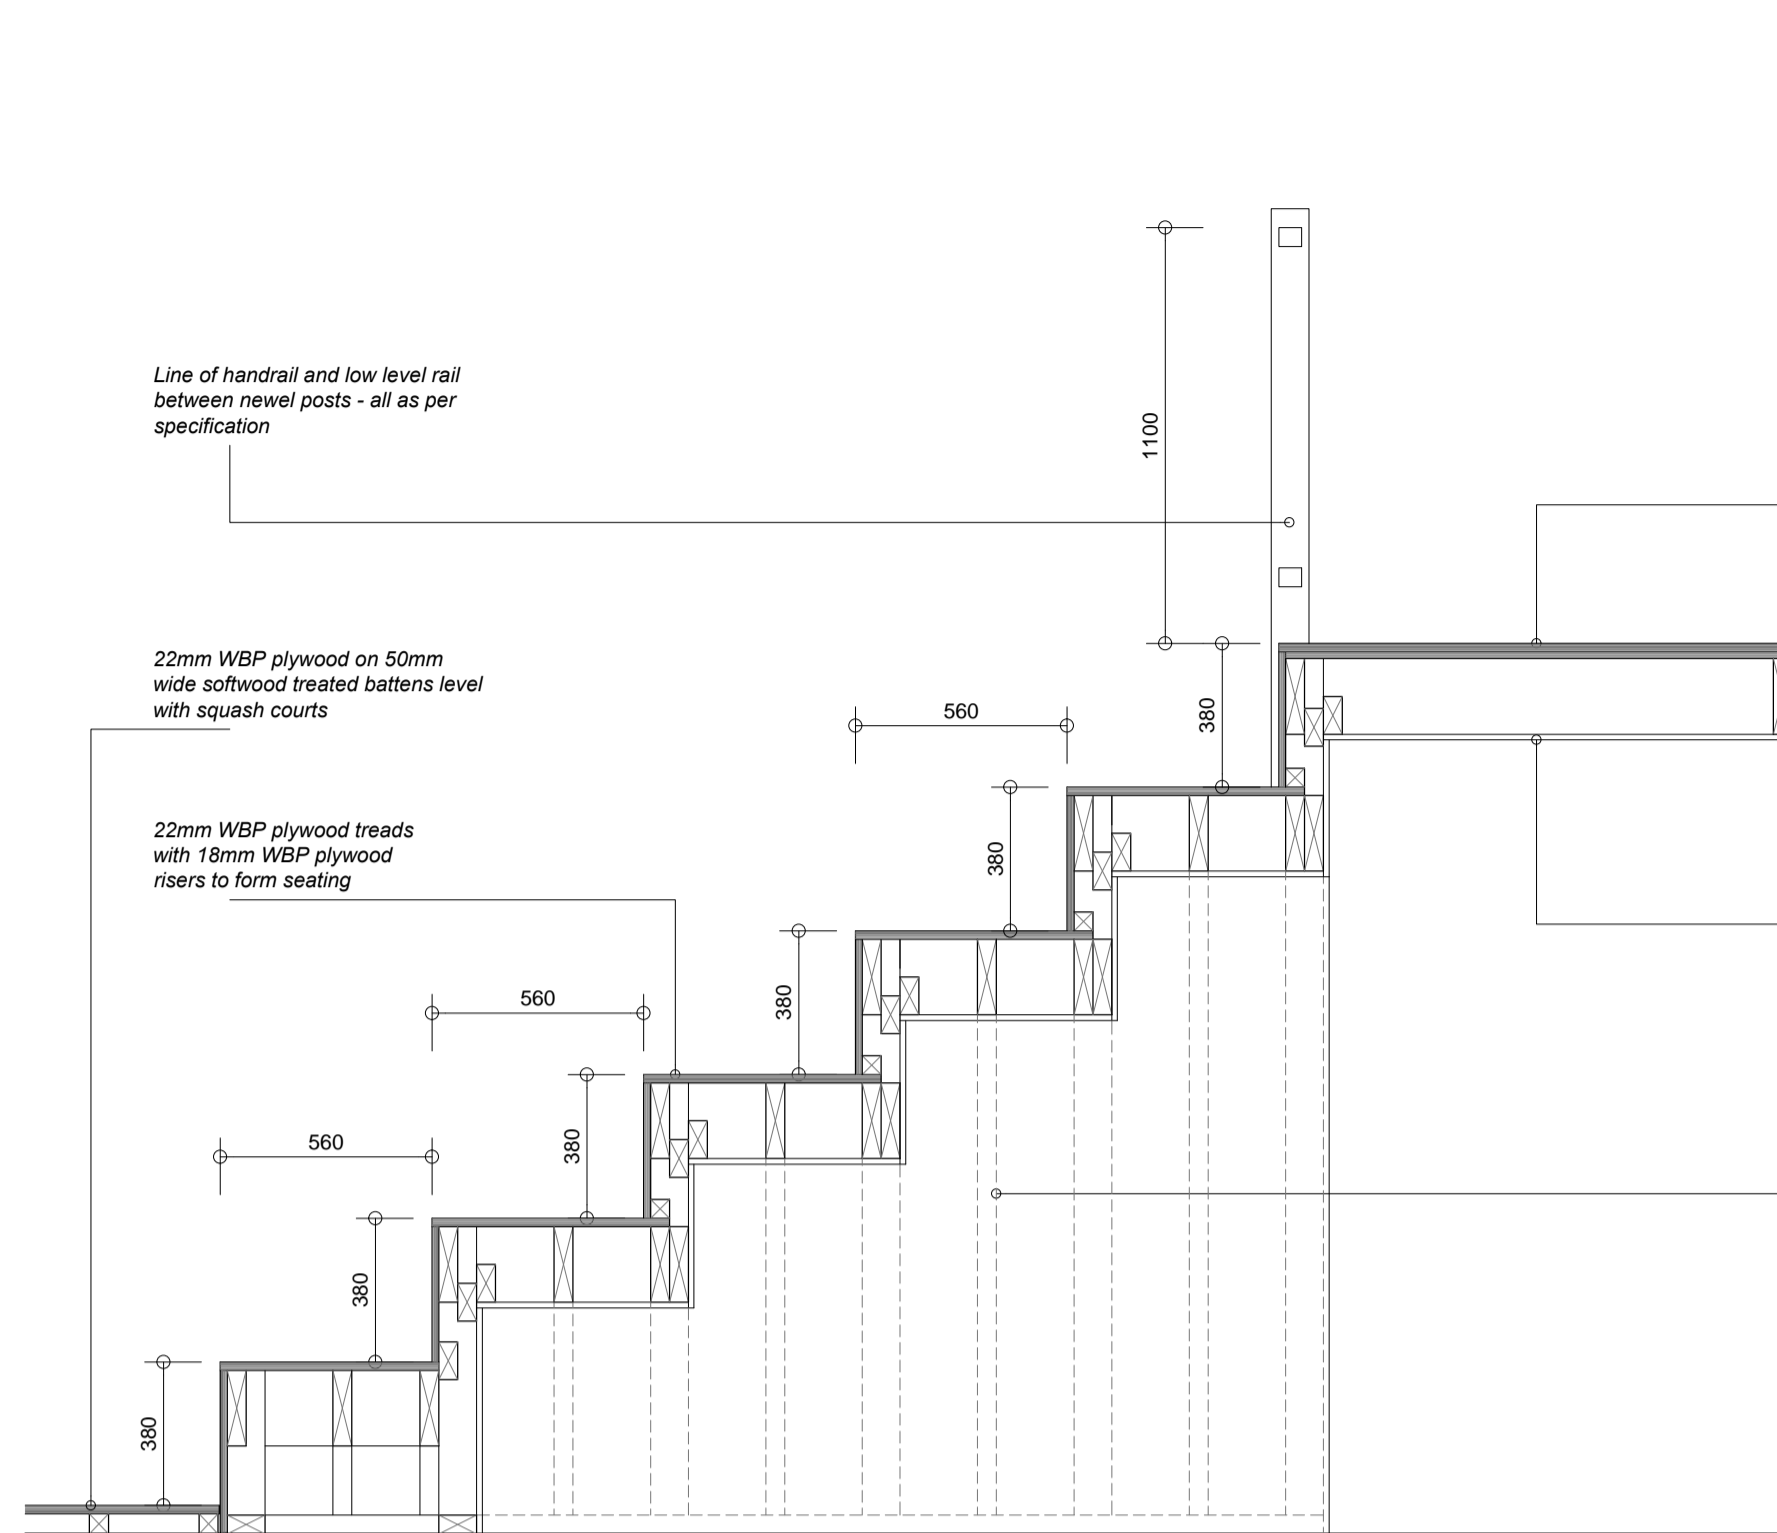 Line of handrail and low level rail
between newel posts - all as per
specification
1100
22mm WBP plywood on 50mm
wide softwood treated battens level
with squash courts
560
380
22mm WBP plywood treads
with 18mm WBP plywood
risers to form seating
380
560
380
560
380
380
380